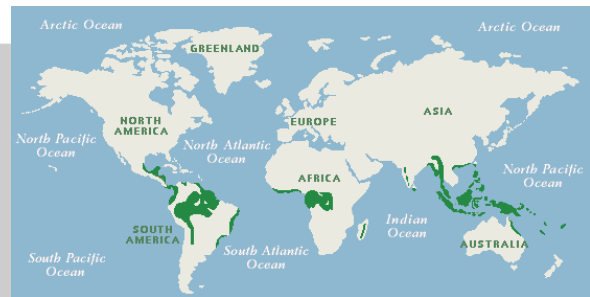 Arctic Ocean
Arctic Ocean
GREENLAND
NORTH
AMERICA
EUROPE
ASIA
North Pacific
Ocean
North Atlantic
Ocean
AFRICA
North Pacific
Ocean
SOUTH
AMERICA
Indian
Ocean
AUSTRALIA
South Pacific
Ocean
South Atlantic
Ocean